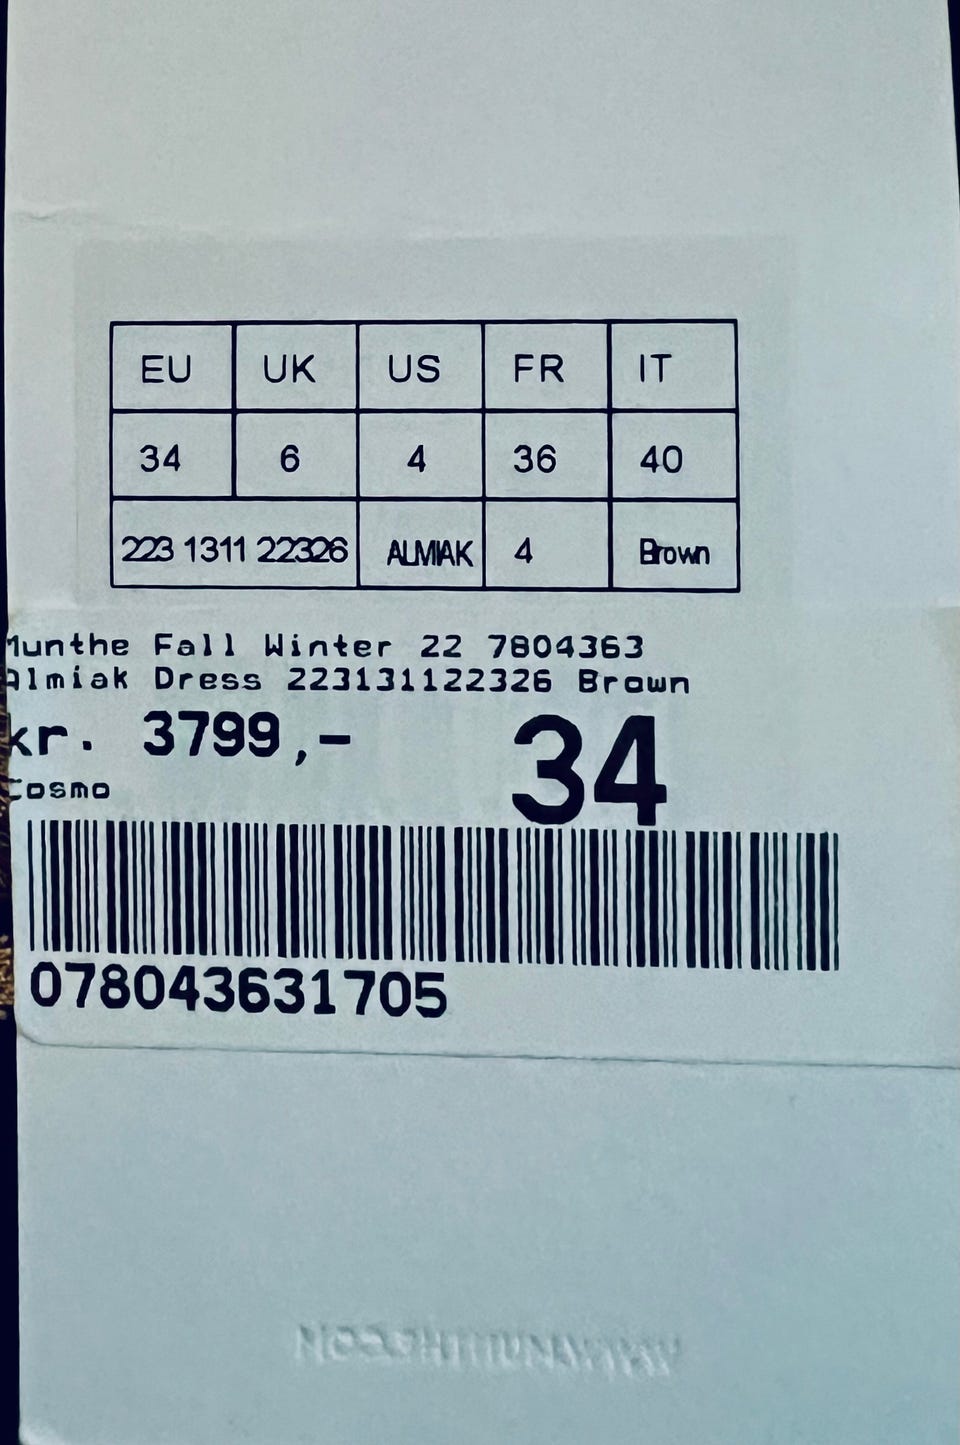 EU UK US FR IT
34 6 4 36 40
223 1311 22326 ALMIAK 4 Brown
Munthe Fall Winter 22 7804363
Almiak Dress 223131122326 Brown
kr. 3799,- 34
Cosmo
078043631705